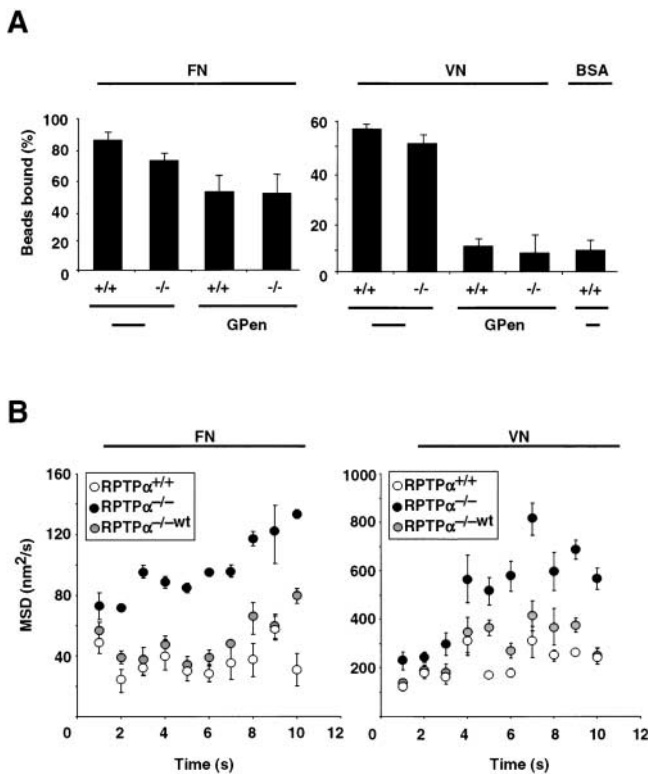 A
FN
VN
BSA
Beads bound (%)
100
80
60
40
20
0
60
40
20
0
+/+
-/-
+/+
-/-
+/+
-/-
+/+
-/-
+/+
GPen
GPen
B
FN
VN
MSD (nm²/s)
160
120
80
40
0
RPTPα+/+
RPTPα-/-
RPTPα-/-wt
1000
800
600
400
200
0
RPTPα+/+
RPTPα-/-
RPTPα-/-wt
0 2 4 6 8 10 12
0 2 4 6 8 10 12
Time (s)
Time (s)